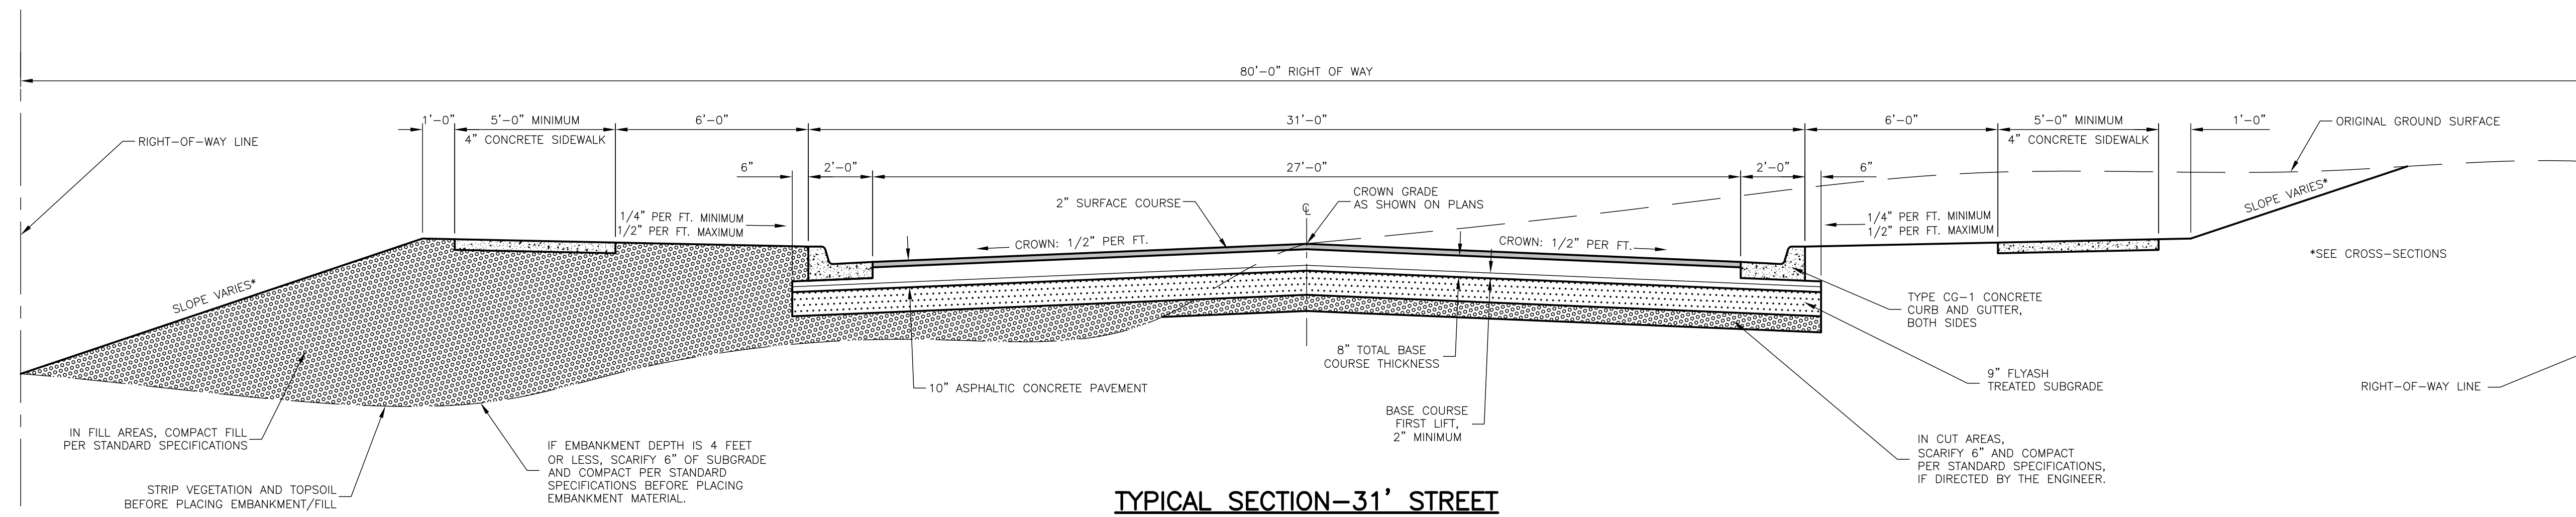 80'-0" RIGHT OF WAY
1'-0"
5'-0" MINIMUM
4" CONCRETE SIDEWALK
6'-0"
31'-0"
6'-0"
5'-0" MINIMUM
4" CONCRETE SIDEWALK
1'-0"
ORIGINAL GROUND SURFACE
RIGHT-OF-WAY LINE
6"
2'-0"
27'-0"
2'-0"
6"
SLOPE VARIES*
1/4" PER FT. MINIMUM
1/2" PER FT. MAXIMUM
2" SURFACE COURSE
CROWN GRADE
AS SHOWN ON PLANS
℄
1/4" PER FT. MINIMUM
1/2" PER FT. MAXIMUM
CROWN: 1/2" PER FT.
CROWN: 1/2" PER FT.
*SEE CROSS-SECTIONS
SLOPE VARIES*
TYPE CG-1 CONCRETE
CURB AND GUTTER,
BOTH SIDES
8" TOTAL BASE
COURSE THICKNESS
10" ASPHALTIC CONCRETE PAVEMENT
9" FLYASH
TREATED SUBGRADE
RIGHT-OF-WAY LINE
BASE COURSE
FIRST LIFT,
2" MINIMUM
IN FILL AREAS, COMPACT FILL
PER STANDARD SPECIFICATIONS
IF EMBANKMENT DEPTH IS 4 FEET
OR LESS, SCARIFY 6" OF SUBGRADE
AND COMPACT PER STANDARD
SPECIFICATIONS BEFORE PLACING
EMBANKMENT MATERIAL.
IN CUT AREAS,
SCARIFY 6" AND COMPACT
PER STANDARD SPECIFICATIONS,
IF DIRECTED BY THE ENGINEER.
STRIP VEGETATION AND TOPSOIL
BEFORE PLACING EMBANKMENT/FILL
TYPICAL SECTION-31' STREET